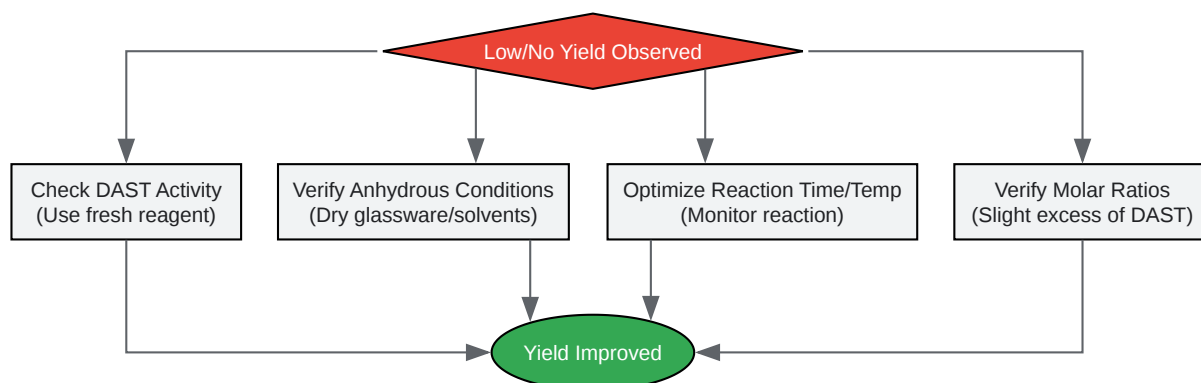 Low/No Yield Observed
Check DAST Activity
(Use fresh reagent)
Verify Anhydrous Conditions
(Dry glassware/solvents)
Optimize Reaction Time/Temp
(Monitor reaction)
Verify Molar Ratios
(Slight excess of DAST)
Yield Improved